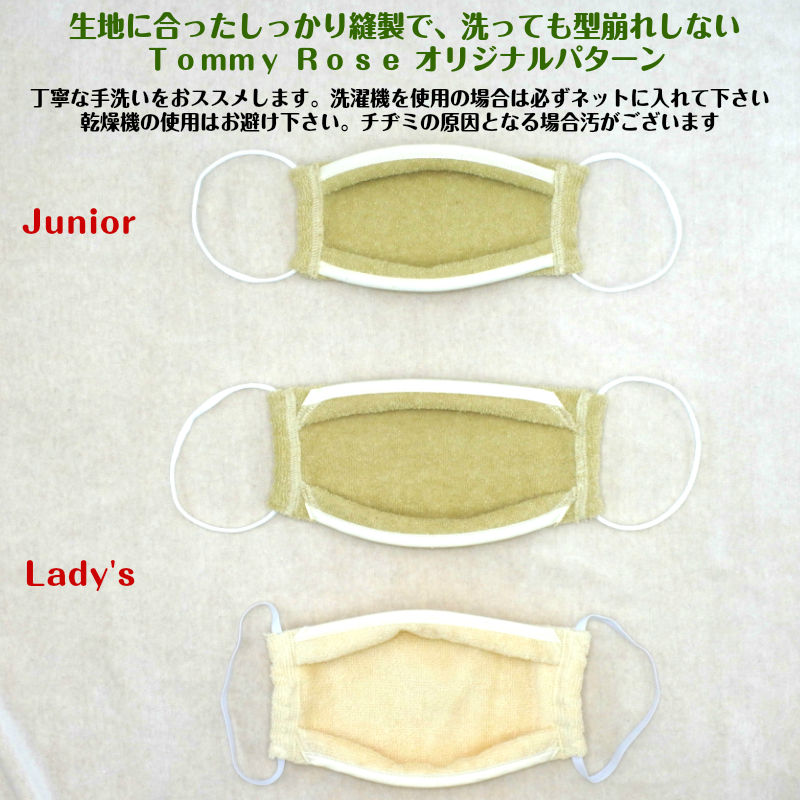 生地に合ったしっかり縫製で、洗っても型崩れしない
Ｔｏｍｍｙ Ｒｏｓｅ オリジナルパターン
丁寧な手洗いをおススメします。洗濯機を使用の場合は必ずネットに入れて下さい
乾燥機の使用はお避け下さい。チヂミの原因となる場合汚がございます
Junior
Lady's